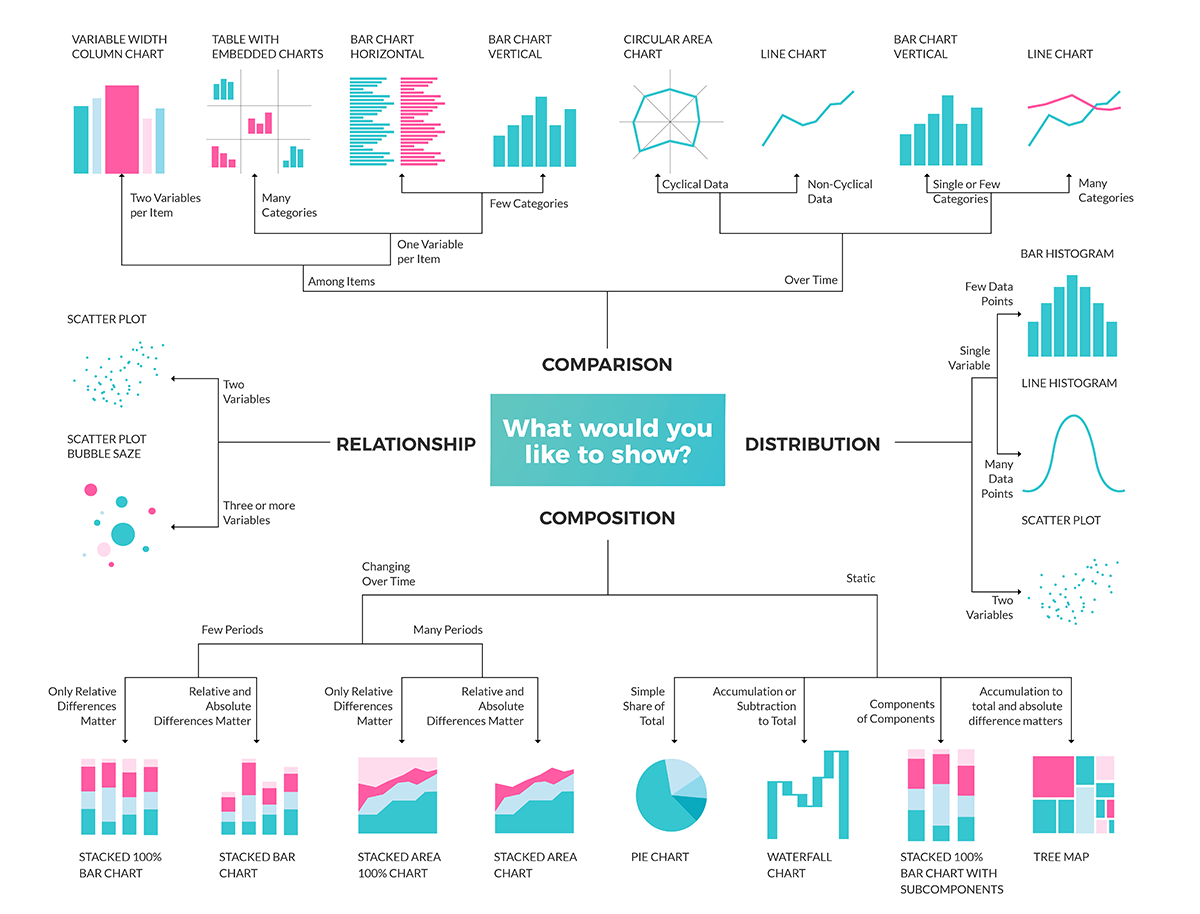 VARIABLE WIDTH
COLUMN CHART
TABLE WITH
EMBEDDED CHARTS
BAR CHART
HORIZONTAL
BAR CHART
VERTICAL
CIRCULAR AREA
CHART
LINE CHART
BAR CHART
VERTICAL
LINE CHART
Two Variables
per Item
Many
Categories
Few Categories
Cyclical Data
Non-Cyclical
Data
Single or Few
Categories
Many
Categories
One Variable
per Item
Among Items
Over Time
COMPARISON
What would you
like to show?
RELATIONSHIP
SCATTER PLOT
Two
Variables
SCATTER PLOT
BUBBLE SAZE
Three or more
Variables
DISTRIBUTION
BAR HISTOGRAM
Few Data
Points
Single
Variable
LINE HISTOGRAM
Many
Data
Points
SCATTER PLOT
Two
Variables
COMPOSITION
Changing
Over Time
Static
Few Periods
Many Periods
Only Relative
Differences
Matter
Relative and
Absolute
Differences Matter
Only Relative
Differences
Matter
Relative and
Absolute
Differences Matter
Simple
Share of
Total
Accumulation or
Subtraction
to Total
Components
of Components
Accumulation to
total and absolute
difference matters
STACKED 100%
BAR CHART
STACKED BAR
CHART
STACKED AREA
100% CHART
STACKED AREA
CHART
PIE CHART
WATERFALL
CHART
STACKED 100%
BAR CHART WITH
SUBCOMPONENTS
TREE MAP